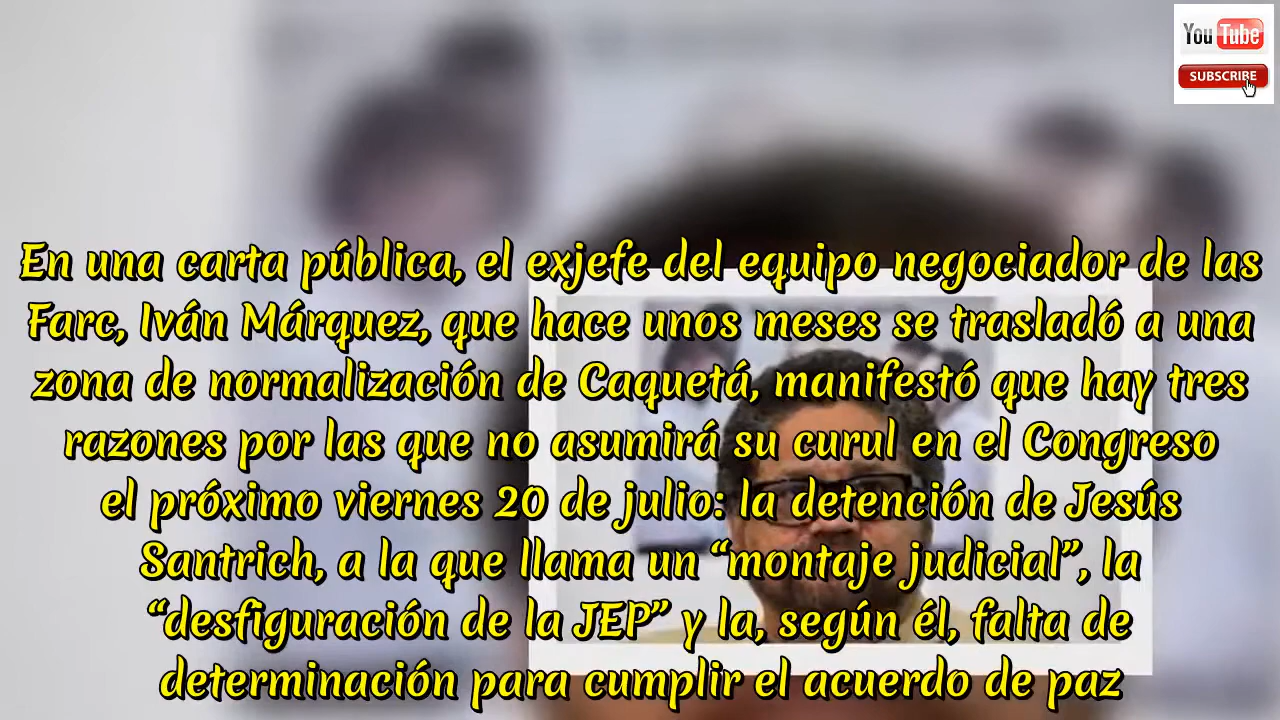 You Tube
SUBSCRIBE
En una carta pública, el exjefe del equipo negociador de las
Farc, Iván Márquez, que hace unos meses se trasladó a una
zona de normalización de Caquetá, manifestó que hay tres
razones por las que no asumirá su curul en el Congreso
el próximo viernes 20 de julio: la detención de Jesús
Santrich, a la que llama un “montaje judicial”, la
“desfiguración de la JEP” y la, según él, falta de
determinación para cumplir el acuerdo de paz